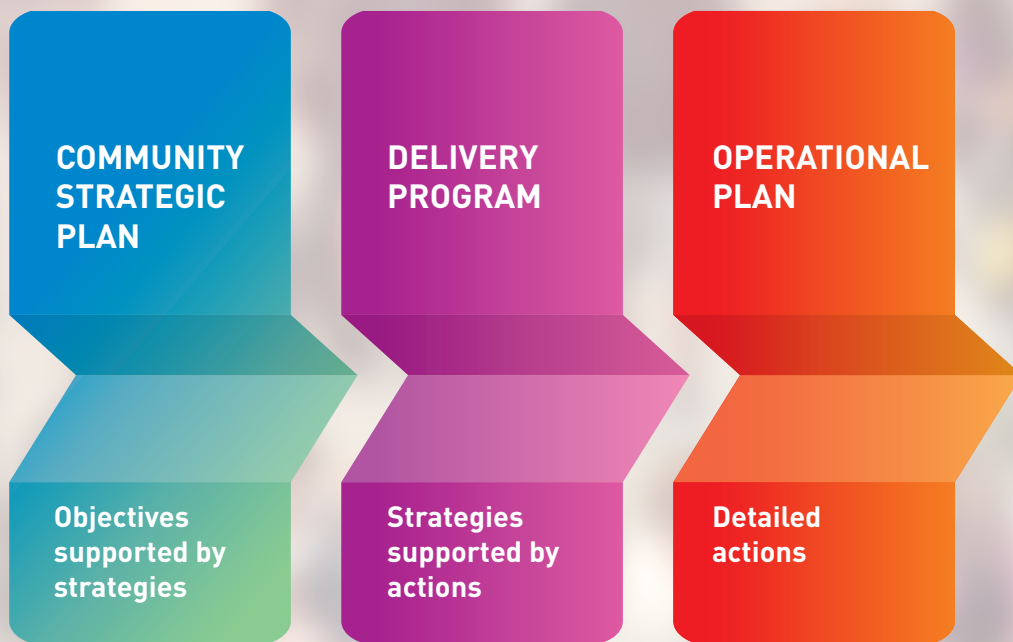 COMMUNITY
STRATEGIC
PLAN
Objectives
supported by
strategies
DELIVERY
PROGRAM
Strategies
supported by
actions
OPERATIONAL
PLAN
Detailed
actions